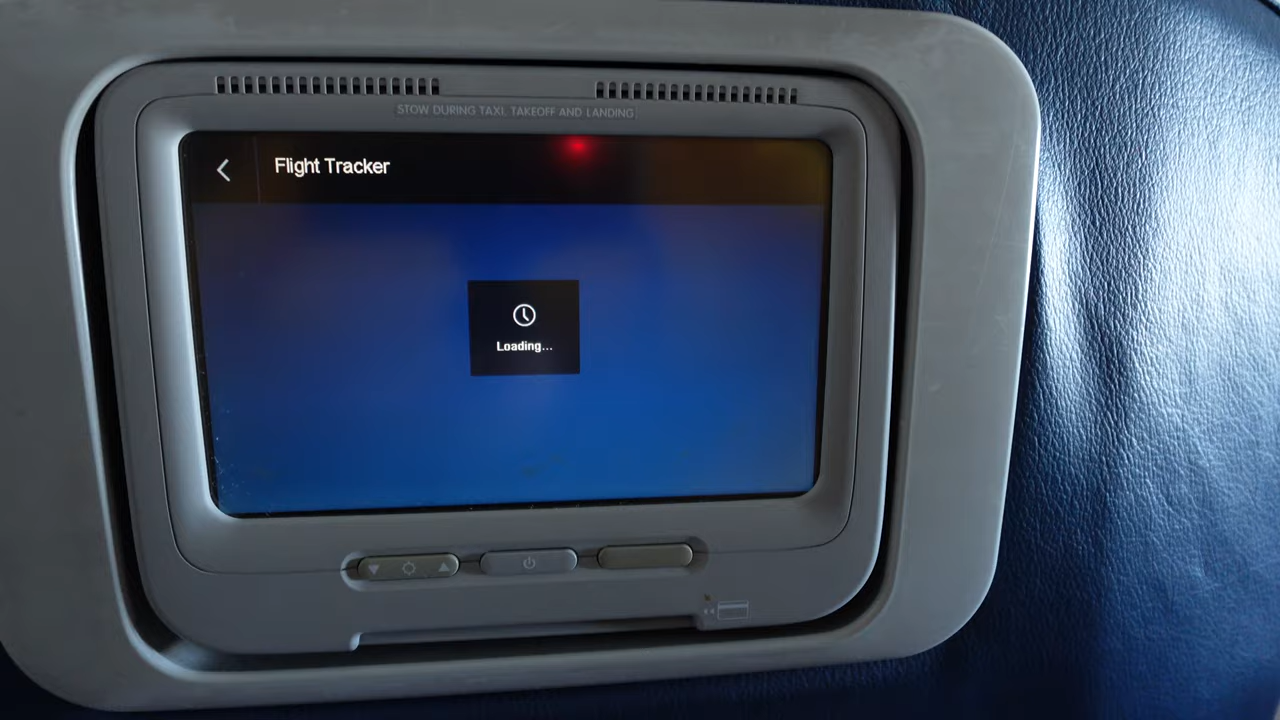 STOW DURING TAXI, TAKEOFF AND LANDING
Flight Tracker
Loading...